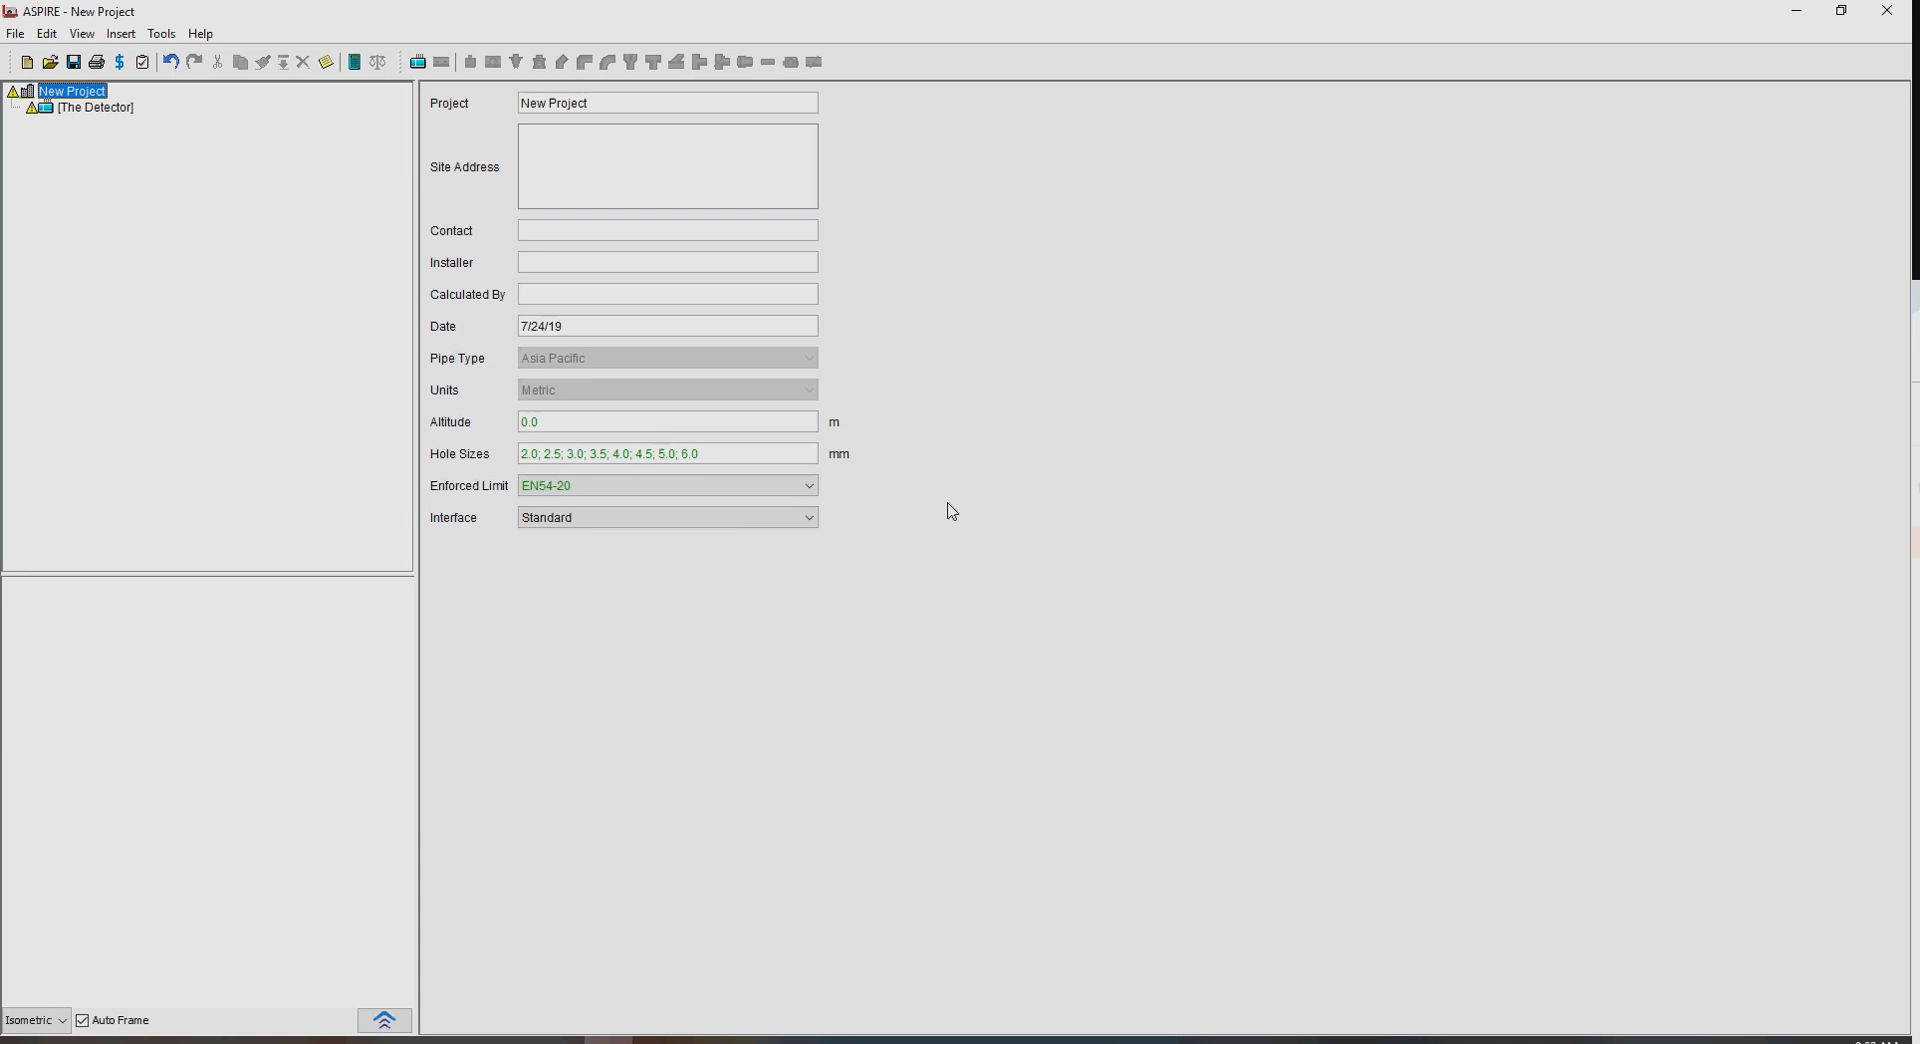 ASPIRE - New Project
File Edit View Insert Tools Help
New Project
[The Detector]
Project New Project
Site Address
Contact
Installer
Calculated By
Date 7/24/19
Pipe Type Asia Pacific
Units Metric
Altitude 0.0 m
Hole Sizes 2.0; 2.5; 3.0; 3.5; 4.0; 4.5; 5.0; 6.0 mm
Enforced Limit EN54-20
Interface Standard
Isometric Auto Frame